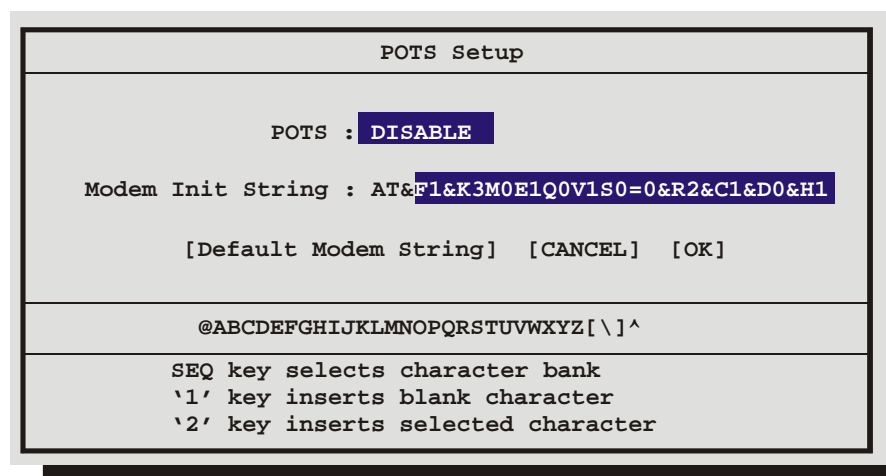 POTS Setup
POTS : DISABLE
Modem Init String : AT&F1&K3M0E1Q0V1S0=0&R2&C1&D0&H1
[Default Modem String] [CANCEL] [OK]
@ABCDEFGHIJKLMNOPQRSTUVWXYZ[\]^
SEQ key selects character bank
‘1’ key inserts blank character
‘2’ key inserts selected character